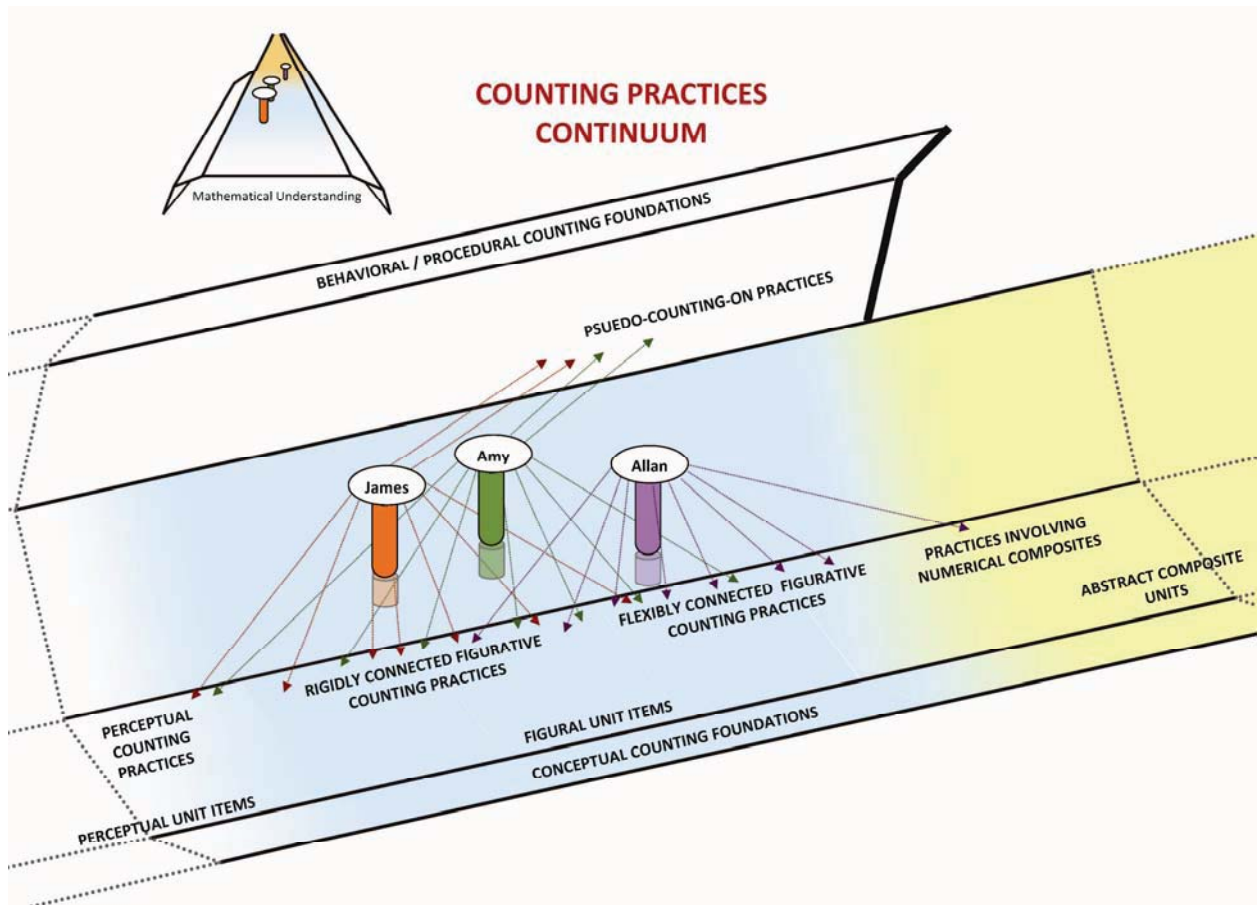 COUNTING PRACTICES
CONTINUUM
Mathematical Understanding
BEHAVIORAL / PROCEDURAL COUNTING FOUNDATIONS
PSUEDO-COUNTING-ON PRACTICES
James
Amy
Allan
PRACTICES INVOLVING
NUMERICAL COMPOSITES
ABSTRACT COMPOSITE
UNITS
FLEXIBLY CONNECTED FIGURATIVE
COUNTING PRACTICES
RIGIDLY CONNECTED FIGURATIVE
COUNTING PRACTICES
PERCEPTUAL
COUNTING
PRACTICES
FIGURAL UNIT ITEMS
CONCEPTUAL COUNTING FOUNDATIONS
PERCEPTUAL UNIT ITEMS